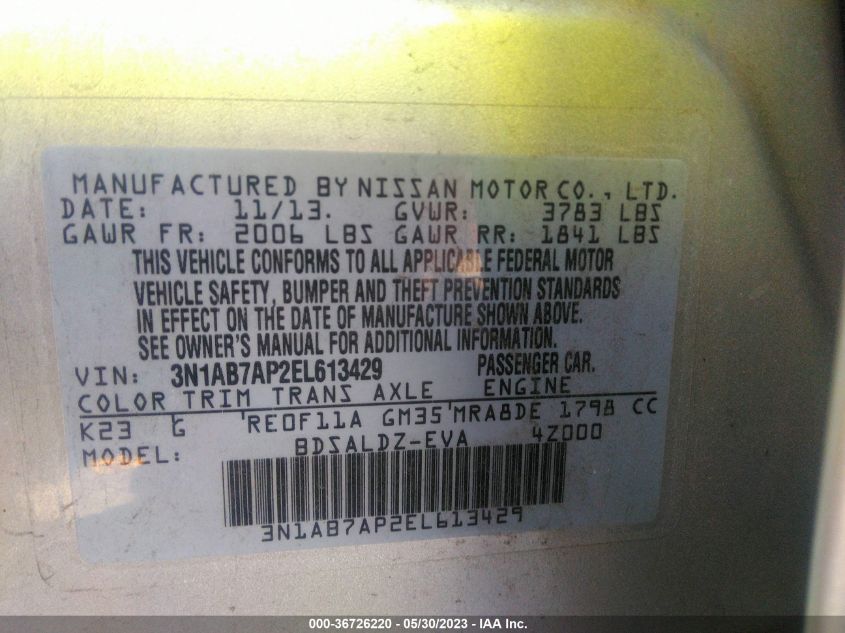 MANUFACTURED BY NISSAN MOTOR CO., LTD.
DATE: 11/13. GVWR: 3783 LBS
GAWR FR: 2006 LBS GAWR RR: 1841 LBS
THIS VEHICLE CONFORMS TO ALL APPLICABLE FEDERAL MOTOR
VEHICLE SAFETY, BUMPER AND THEFT PREVENTION STANDARDS
IN EFFECT ON THE DATE OF MANUFACTURE SHOWN ABOVE.
SEE OWNER'S MANUAL FOR ADDITIONAL INFORMATION.
VIN: 3N1AB7AP2EL613429 PASSENGER CAR.
COLOR TRIM TRANS AXLE ENGINE
K23 G RE0F11A GM35 MRA8DE 1798 CC
MODEL: BDSALDZ-EVA 4Z000
3N1AB7AP2EL613429
000-36726220 - 05/30/2023 - IAA Inc.